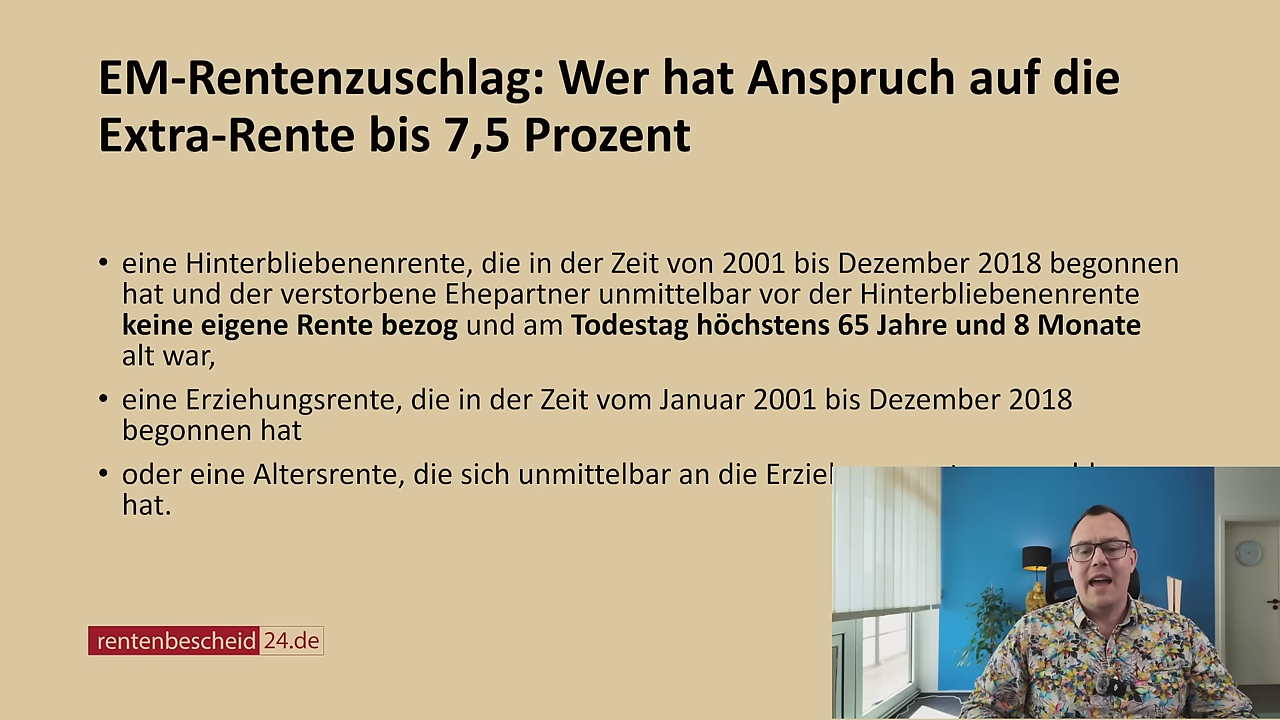 EM-Rentenzuschlag: Wer hat Anspruch auf die
Extra-Rente bis 7,5 Prozent
• eine Hinterbliebenenrente, die in der Zeit von 2001 bis Dezember 2018 begonnen
hat und der verstorbene Ehepartner unmittelbar vor der Hinterbliebenenrente
keine eigene Rente bezog und am Todestag höchstens 65 Jahre und 8 Monate
alt war,
• eine Erziehungsrente, die in der Zeit vom Januar 2001 bis Dezember 2018
begonnen hat
• oder eine Altersrente, die sich unmittelbar an die
hat.
rentenbescheid 24.de